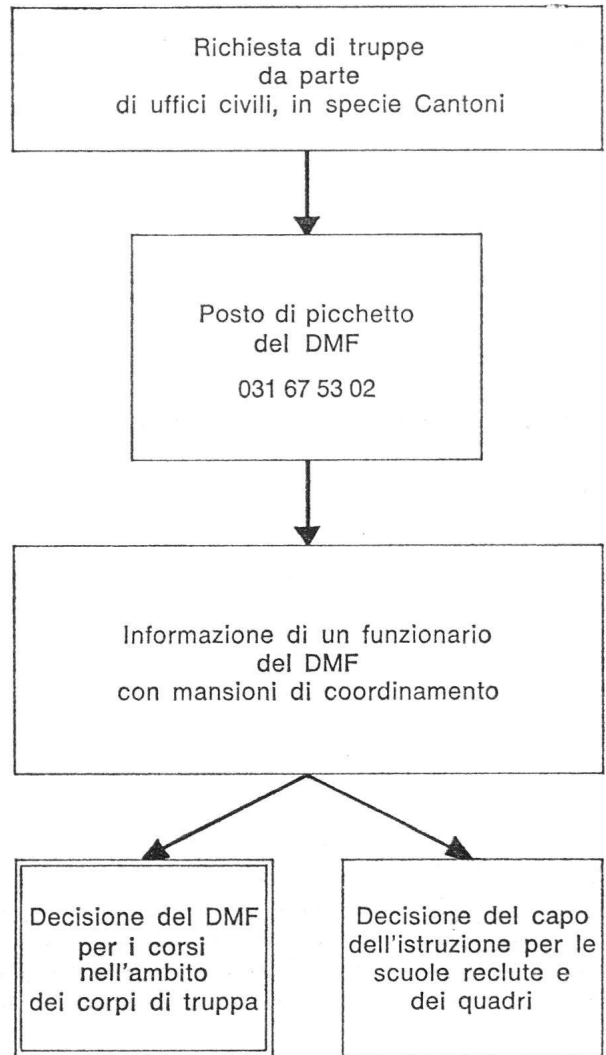 Richiesta di truppe
da parte
di uffici civili, in specie Cantoni
Posto di picchetto
del DMF
031 67 53 02
Informazione di un funzionario
del DMF
con mansioni di coordinamento
Decisione del DMF
per i corsi
nell'ambito
dei corpi di truppa
Decisione del capo
dell'istruzione per le
scuole reclute e
dei quadri